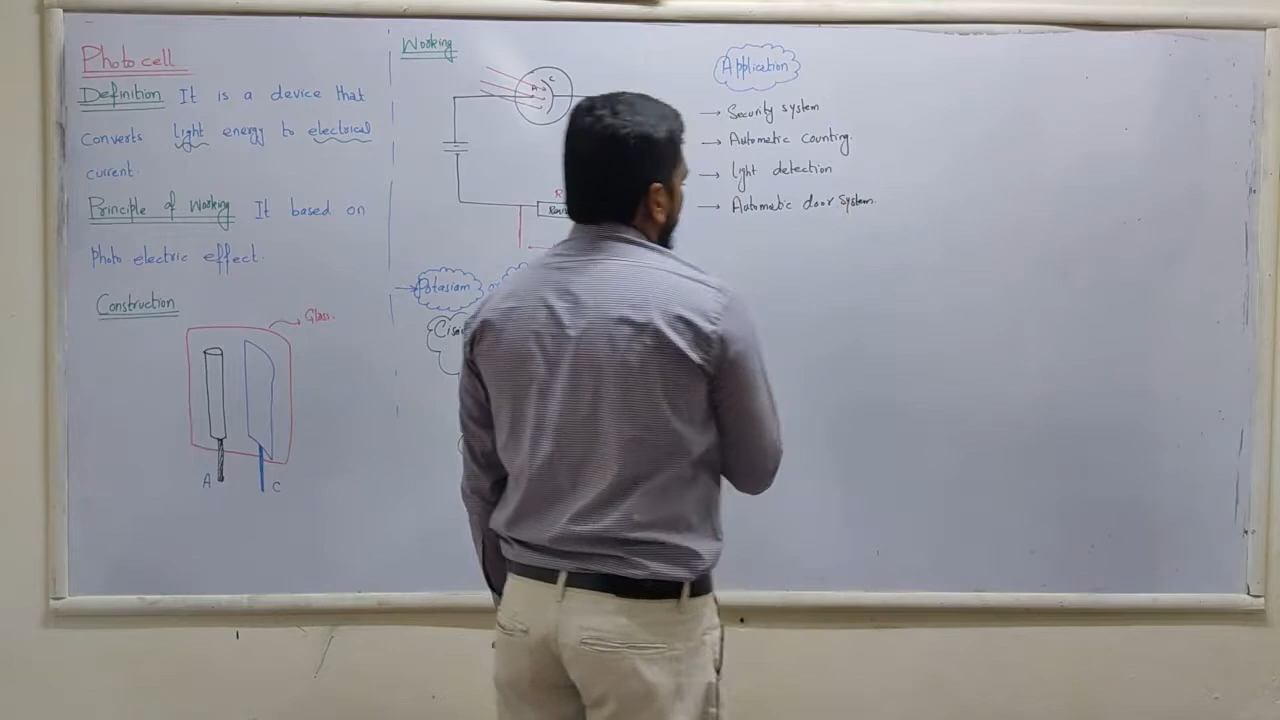 Photo cell
Definition It is a device that
converts light energy to electrical
current.
Principle of Working It based on
photo electric effect.
Construction
Glass.
A
C
Working
C
A
R
Potasiam or
Application
→ Security system
→ Automatic counting.
→ light detection
→ Automatic door system.